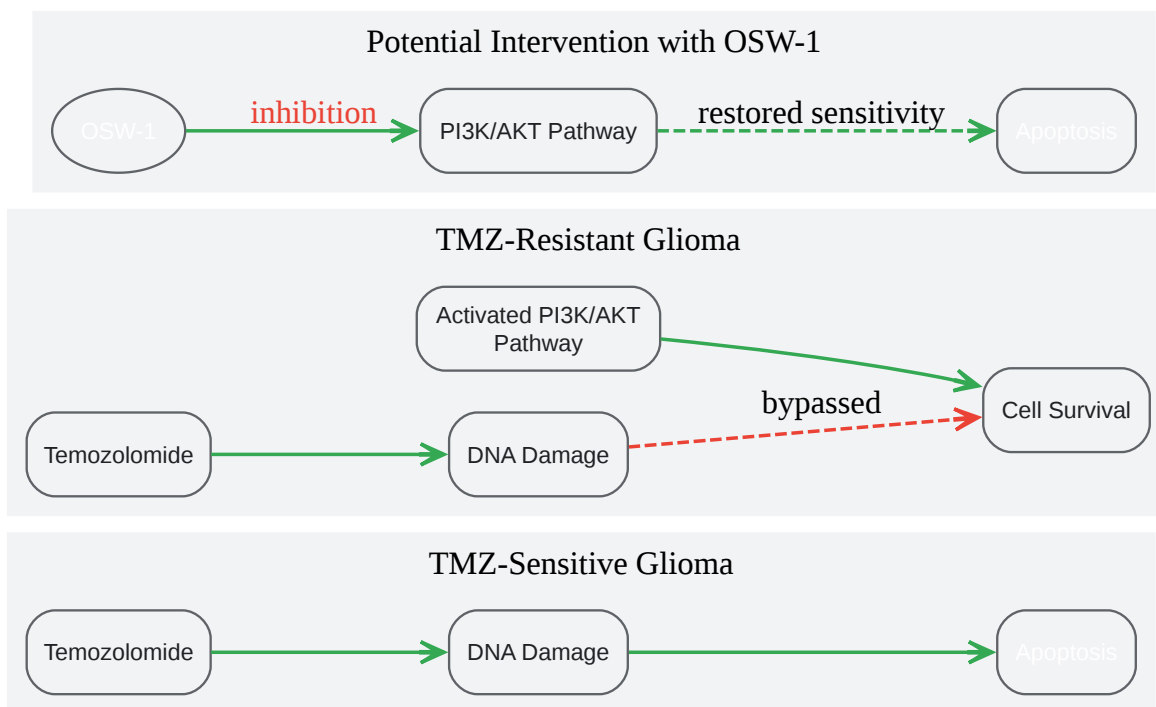 Potential Intervention with OSW-1
OSW-1
inhibition
PI3K/AKT Pathway
restored sensitivity
Apoptosis
TMZ-Resistant Glioma
Activated PI3K/AKT
Pathway
Temozolomide
DNA Damage
bypassed
Cell Survival
TMZ-Sensitive Glioma
Temozolomide
DNA Damage
Apoptosis